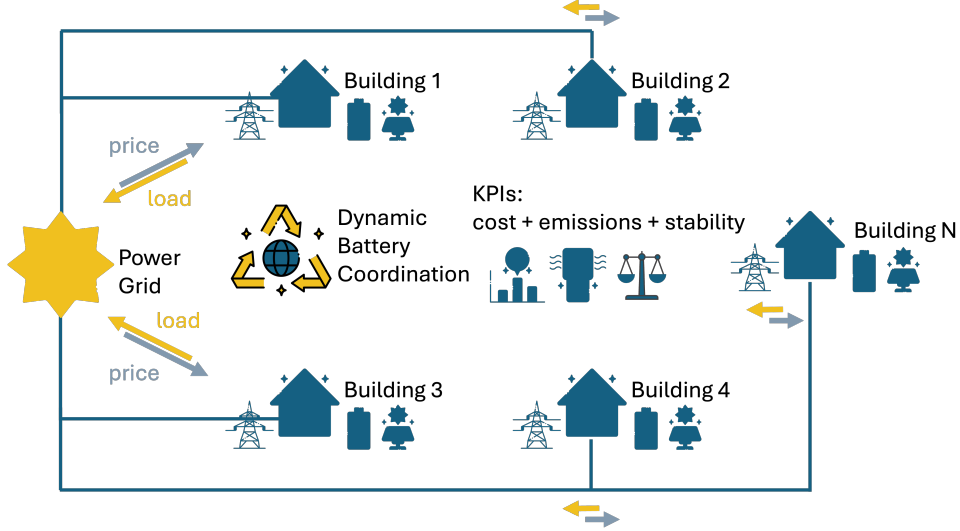 Building 1
Building 2
price
load
KPIs:
cost + emissions + stability
Dynamic
Battery
Coordination
Building N
Power
Grid
load
price
Building 3
Building 4